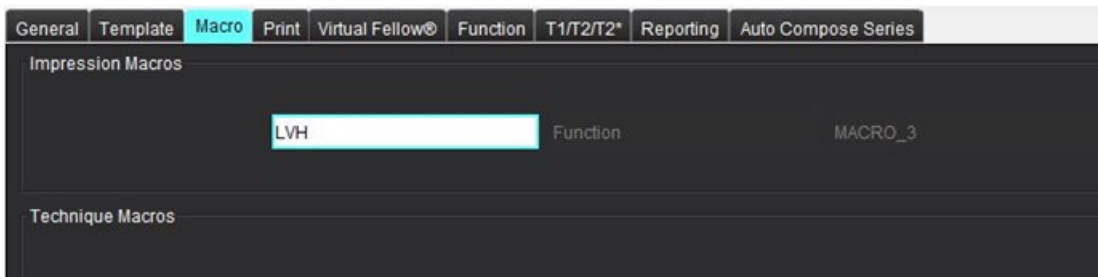 General Template Macro Print Virtual Fellow® Function T1/T2/T2* Reporting Auto Compose Series
Impression Macros
LVH Function MACRO_3
Technique Macros